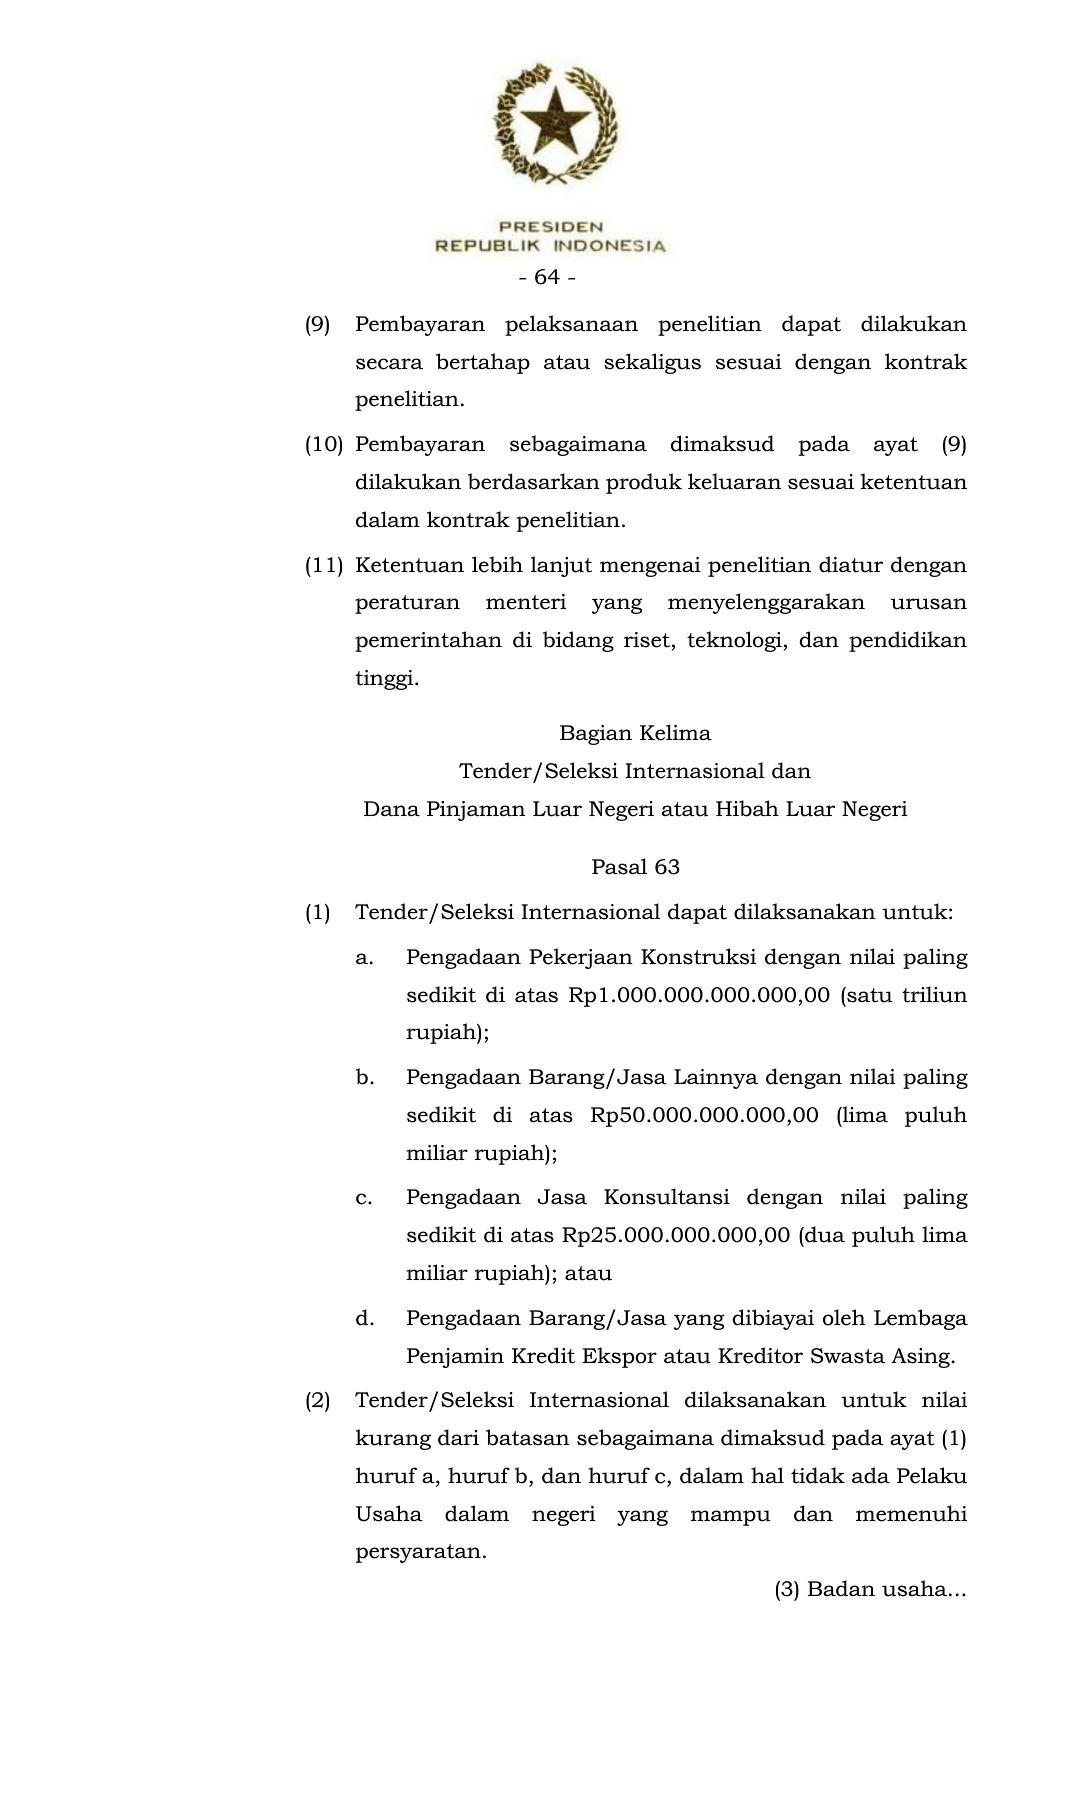 PRESIDEN
REPUBLIK INDONESIA
- 64 -
(9) Pembayaran pelaksanaan penelitian dapat dilakukan
secara bertahap atau sekaligus sesuai dengan kontrak
penelitian.
(10) Pembayaran sebagaimana dimaksud pada ayat (9)
dilakukan berdasarkan produk keluaran sesuai ketentuan
dalam kontrak penelitian.
(11) Ketentuan lebih lanjut mengenai penelitian diatur dengan
peraturan menteri yang menyelenggarakan urusan
pemerintahan di bidang riset, teknologi, dan pendidikan
tinggi.
Bagian Kelima
Tender/Seleksi Internasional dan
Dana Pinjaman Luar Negeri atau Hibah Luar Negeri
Pasal 63
(1) Tender/Seleksi Internasional dapat dilaksanakan untuk:
a. Pengadaan Pekerjaan Konstruksi dengan nilai paling
sedikit di atas Rp1.000.000.000.000,00 (satu triliun
rupiah);
b. Pengadaan Barang/Jasa Lainnya dengan nilai paling
sedikit di atas Rp50.000.000.000,00 (lima puluh
miliar rupiah);
c. Pengadaan Jasa Konsultansi dengan nilai paling
sedikit di atas Rp25.000.000.000,00 (dua puluh lima
miliar rupiah); atau
d. Pengadaan Barang/Jasa yang dibiayai oleh Lembaga
Penjamin Kredit Ekspor atau Kreditor Swasta Asing.
(2) Tender/Seleksi Internasional dilaksanakan untuk nilai
kurang dari batasan sebagaimana dimaksud pada ayat (1)
huruf a, huruf b, dan huruf c, dalam hal tidak ada Pelaku
Usaha dalam negeri yang mampu dan memenuhi
persyaratan.
(3) Badan usaha...